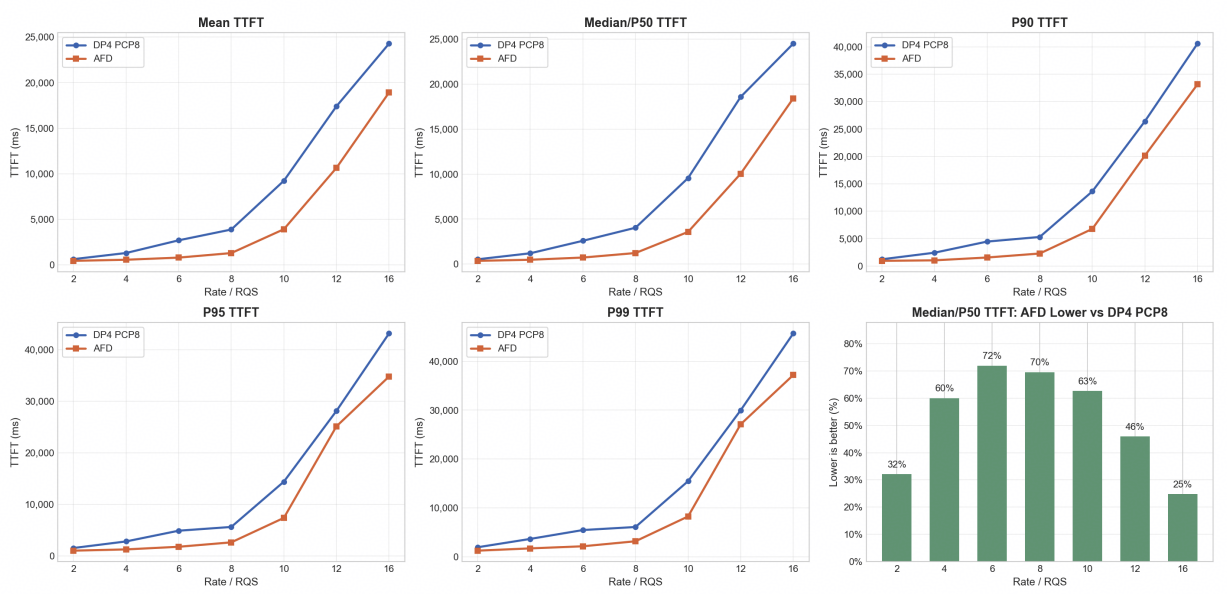 Mean TTFT
DP4 PCP8
AFD
25,000
20,000
15,000
10,000
5,000
0
TTFT (ms)
2 4 6 8 10 12 16
Rate / RQS
Median/P50 TTFT
DP4 PCP8
AFD
25,000
20,000
15,000
10,000
5,000
0
TTFT (ms)
2 4 6 8 10 12 16
Rate / RQS
P90 TTFT
DP4 PCP8
AFD
40,000
35,000
30,000
25,000
20,000
15,000
10,000
5,000
0
TTFT (ms)
2 4 6 8 10 12 16
Rate / RQS
P95 TTFT
DP4 PCP8
AFD
40,000
30,000
20,000
10,000
0
TTFT (ms)
2 4 6 8 10 12 16
Rate / RQS
P99 TTFT
DP4 PCP8
AFD
40,000
30,000
20,000
10,000
0
TTFT (ms)
2 4 6 8 10 12 16
Rate / RQS
Median/P50 TTFT: AFD Lower vs DP4 PCP8
80%
70%
60%
50%
40%
30%
20%
10%
0%
Lower is better (%)
32% 60% 72% 70% 63% 46% 25%
2 4 6 8 10 12 16
Rate / RQS